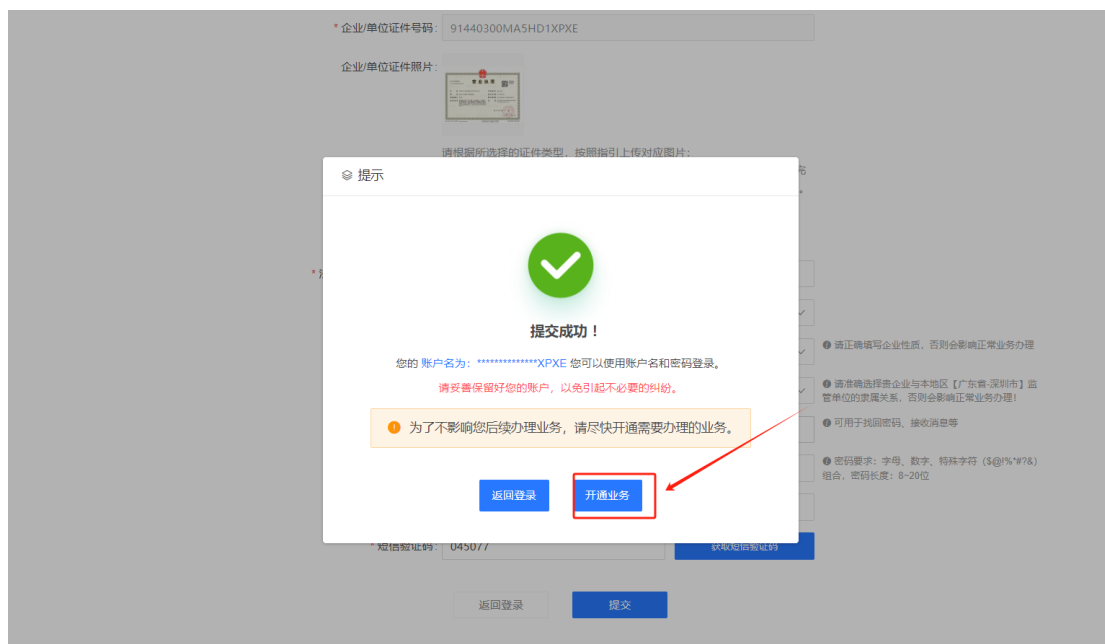 * 企业/单位证件号码: 91440300MA5HD1XPXE
企业/单位证件照片:
营业执照
请根据所选择的证件类型，按照指引上传对应图片：
提示
提交成功！
您的 账户名为：**************XPXE 您可以使用账户名和密码登录。
请妥善保留好您的账户，以免引起不必要的纠纷。
为了不影响您后续办理业务，请尽快开通需要办理的业务。
返回登录 开通业务
请正确填写企业性质，否则会影响正常业务办理
请准确选择贵企业与本地区【广东省-深圳市】监
管单位的隶属关系，否则会影响正常业务办理！
可用于找回密码、接收消息等
密码要求：字母、数字、特殊字符（$@!%*#?&）
组合，密码长度：8~20位
* 短信验证码: 045077 获取短信验证码
返回登录 提交